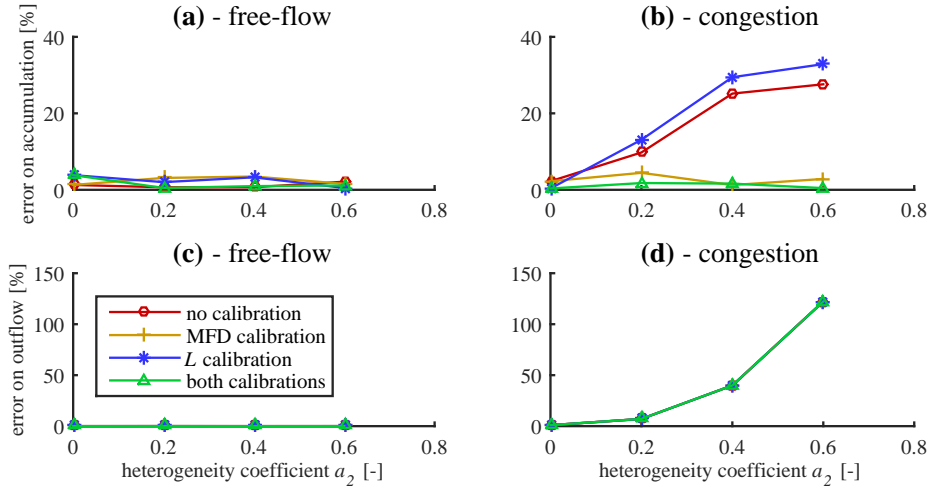 (a) - free-flow
error on accumulation [%]
40
20
0
0 0.2 0.4 0.6 0.8
(b) - congestion
40
20
0
0 0.2 0.4 0.6 0.8
(c) - free-flow
error on outflow [%]
150
100
50
0
no calibration
MFD calibration
L calibration
both calibrations
0 0.2 0.4 0.6 0.8
heterogeneity coefficient a2 [-]
(d) - congestion
150
100
50
0
0 0.2 0.4 0.6 0.8
heterogeneity coefficient a2 [-]